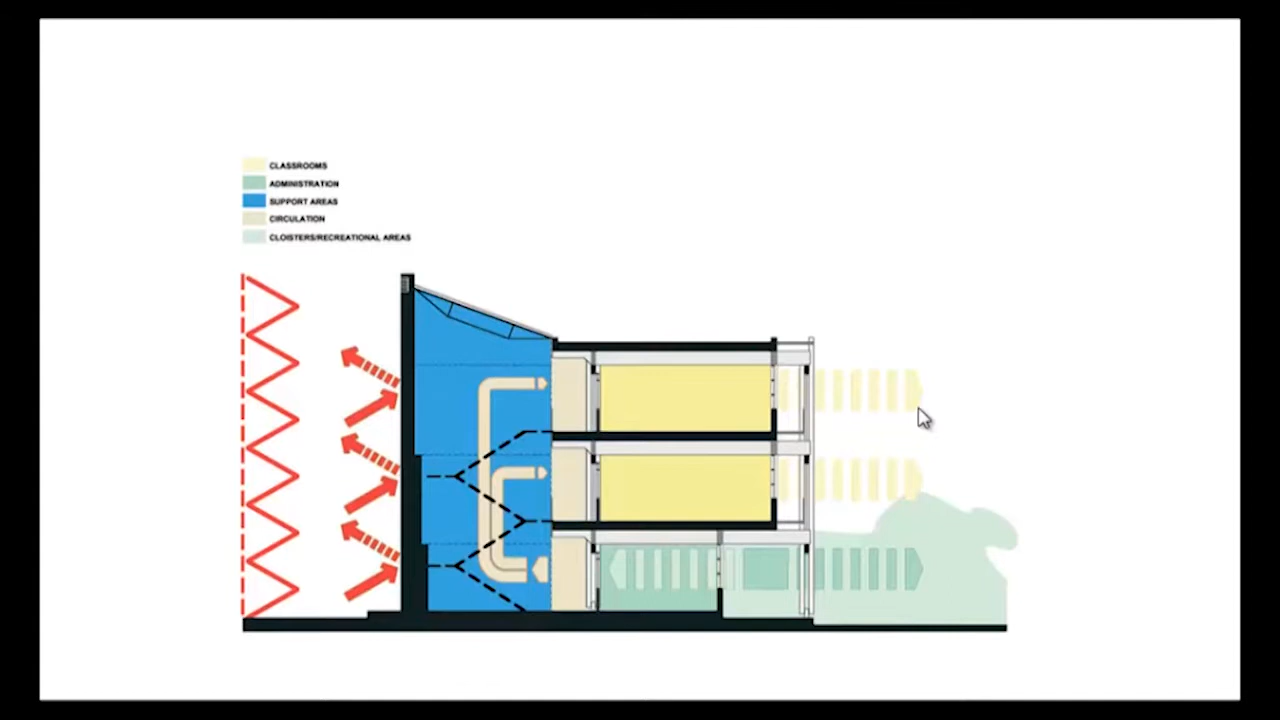 CLASSROOMS
ADMINISTRATION
SUPPORT AREAS
CIRCULATION
CLOISTERS/RECREATIONAL AREAS